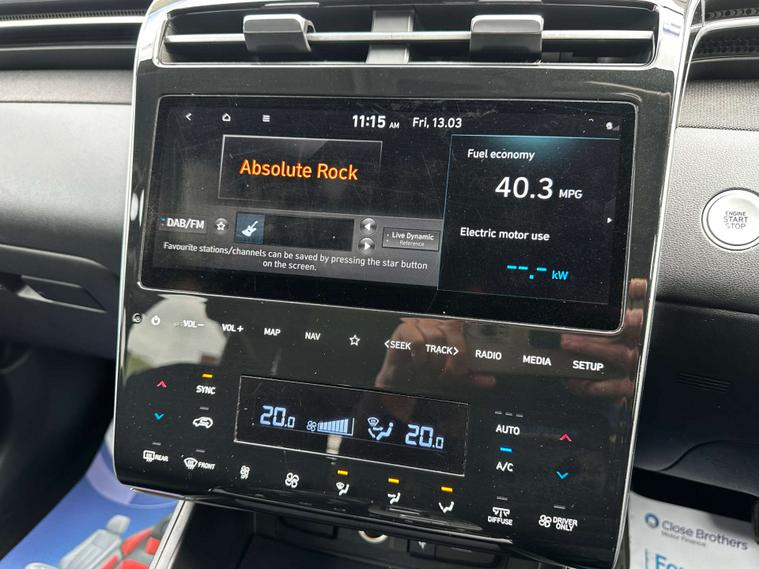 11:15 AM Fri, 13.03
Absolute Rock
Fuel economy
40.3 MPG
Electric motor use
--.- kW
DAB/FM
Live Dynamic
Reference
Favourite stations/channels can be saved by pressing the star button
on the screen.
ENGINE
START
STOP
VOL− VOL+ MAP NAV <SEEK TRACK> RADIO MEDIA SETUP
SYNC
20.0 20.0
AUTO
A/C
REAR FRONT
OFF
DIFFUSE
DRIVER
ONLY
Close Brothers
Motor Finance